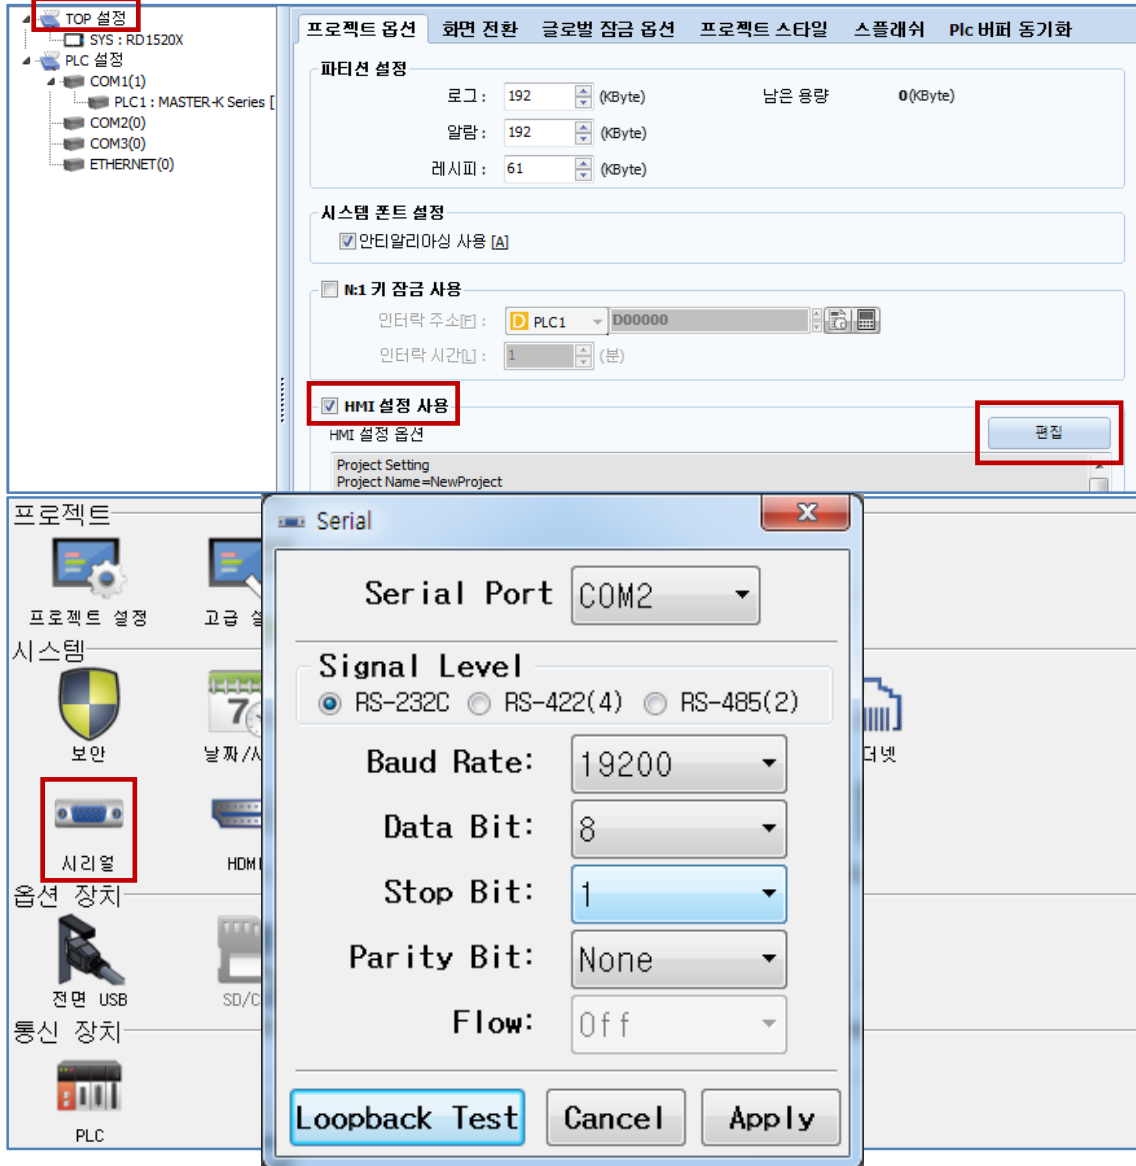 TOP 설정
SYS : RD1520X
PLC 설정
COM1(1)
PLC1 : MASTER-K Series [
COM2(0)
COM3(0)
ETHERNET(0)
프로젝트 옵션 화면 전환 글로벌 잠금 옵션 프로젝트 스타일 스플래쉬 Plc 버퍼 동기화
파티션 설정
로그 : 192 (KByte) 남은 용량 0(KByte)
알람 : 192 (KByte)
레시피 : 61 (KByte)
시스템 폰트 설정
안티알리아싱 사용 [A]
N:1 키 잠금 사용
인터락 주소[F] : D PLC1 D00000
인터락 시간[L] : 1 (분)
HMI 설정 사용
HMI 설정 옵션 편집
Project Setting
Project Name=NewProject
프로젝트
프로젝트 설정 고급
시스템
보안 날짜/
시리얼 HDM
옵션 장치
전면 USB SD/C
통신 장치
PLC
더넷
Serial
Serial Port COM2
Signal Level
RS-232C RS-422(4) RS-485(2)
Baud Rate: 19200
Data Bit: 8
Stop Bit: 1
Parity Bit: None
Flow: Off
Loopback Test Cancel Apply